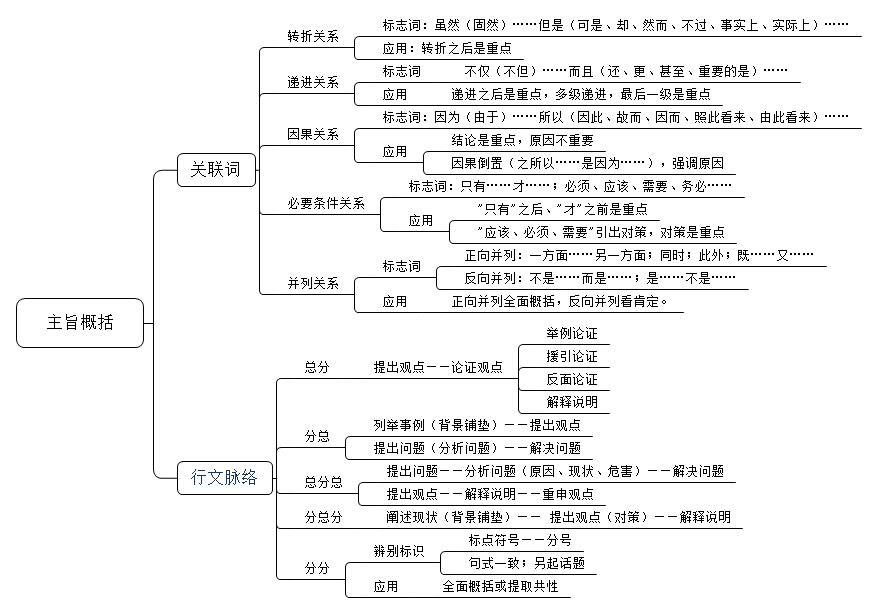 主旨概括
关联词
转折关系
标志词：虽然（固然）……但是（可是、却、然而、不过、事实上、实际上）……
应用：转折之后是重点
递进关系
标志词 不仅（不但）……而且（还、更、甚至、重要的是）……
应用 递进之后是重点，多级递进，最后一级是重点
因果关系
标志词：因为（由于）……所以（因此、故而、因而、照此看来、由此看来）……
应用
结论是重点，原因不重要
因果倒置（之所以……是因为……），强调原因
必要条件关系
标志词：只有……才……；必须、应该、需要、务必……
应用
"只有"之后、"才"之前是重点
"应该、必须、需要"引出对策，对策是重点
并列关系
标志词
正向并列：一方面……另一方面；同时；此外；既……又……
反向并列：不是……而是……；是……不是……
应用 正向并列全面概括，反向并列看肯定。
行文脉络
总分
提出观点——论证观点
举例论证
援引论证
反面论证
解释说明
分总
列举事例（背景铺垫）——提出观点
提出问题（分析问题）——解决问题
总分总
提出问题——分析问题（原因、现状、危害）——解决问题
提出观点——解释说明——重申观点
分总分 阐述现状（背景铺垫）—— 提出观点（对策）——解释说明
分分
辨别标识
标点符号——分号
句式一致；另起话题
应用 全面概括或提取共性